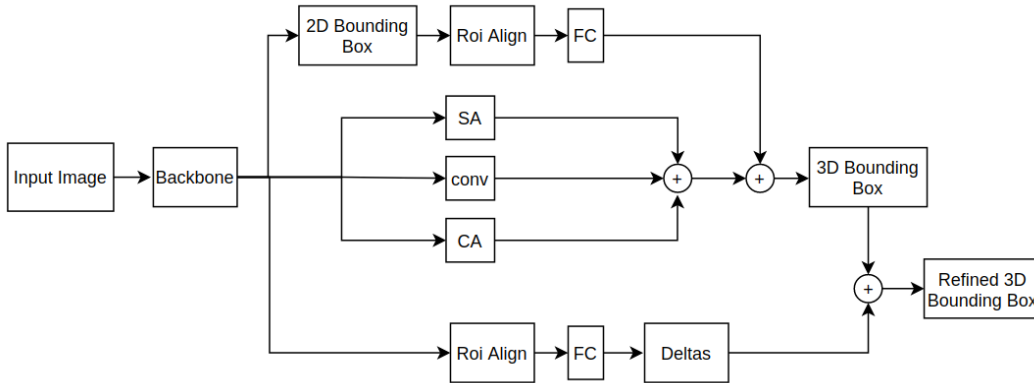 2D Bounding
Box
Roi Align
FC
SA
Input Image
Backbone
conv
+
+
3D Bounding
Box
CA
+
Refined 3D
Bounding Box
Roi Align
FC
Deltas